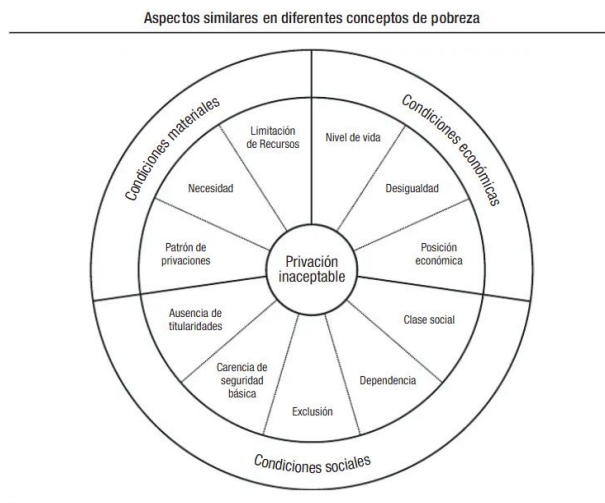 Aspectos similares en diferentes conceptos de pobreza
Condiciones materiales
Condiciones económicas
Limitación
de Recursos
Nivel de vida
Necesidad
Desigualdad
Patrón de
privaciones
Privación
inaceptable
Posición
económica
Ausencia de
titularidades
Clase social
Carencia de
seguridad
básica
Dependencia
Exclusión
Condiciones sociales